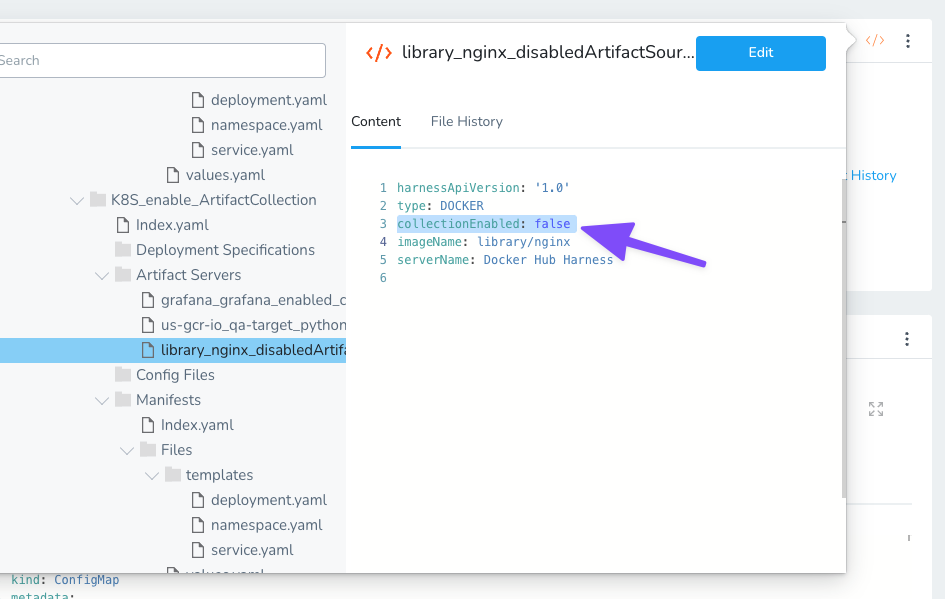 Search
deployment.yaml
namespace.yaml
service.yaml
values.yaml
K8S_enable_ArtifactCollection
Index.yaml
Deployment Specifications
Artifact Servers
grafana_grafana_enabled_c
us-gcr-io_qa-target_python
library_nginx_disabledArtifa
Config Files
Manifests
Index.yaml
Files
templates
deployment.yaml
namespace.yaml
service.yaml
values.yaml
</> library_nginx_disabledArtifactSour...
Edit
Content File History
1 harnessApiVersion: '1.0'
2 type: DOCKER
3 collectionEnabled: false
4 imageName: library/nginx
5 serverName: Docker Hub Harness
6
</>
History
kind: ConfigMap
metadata: